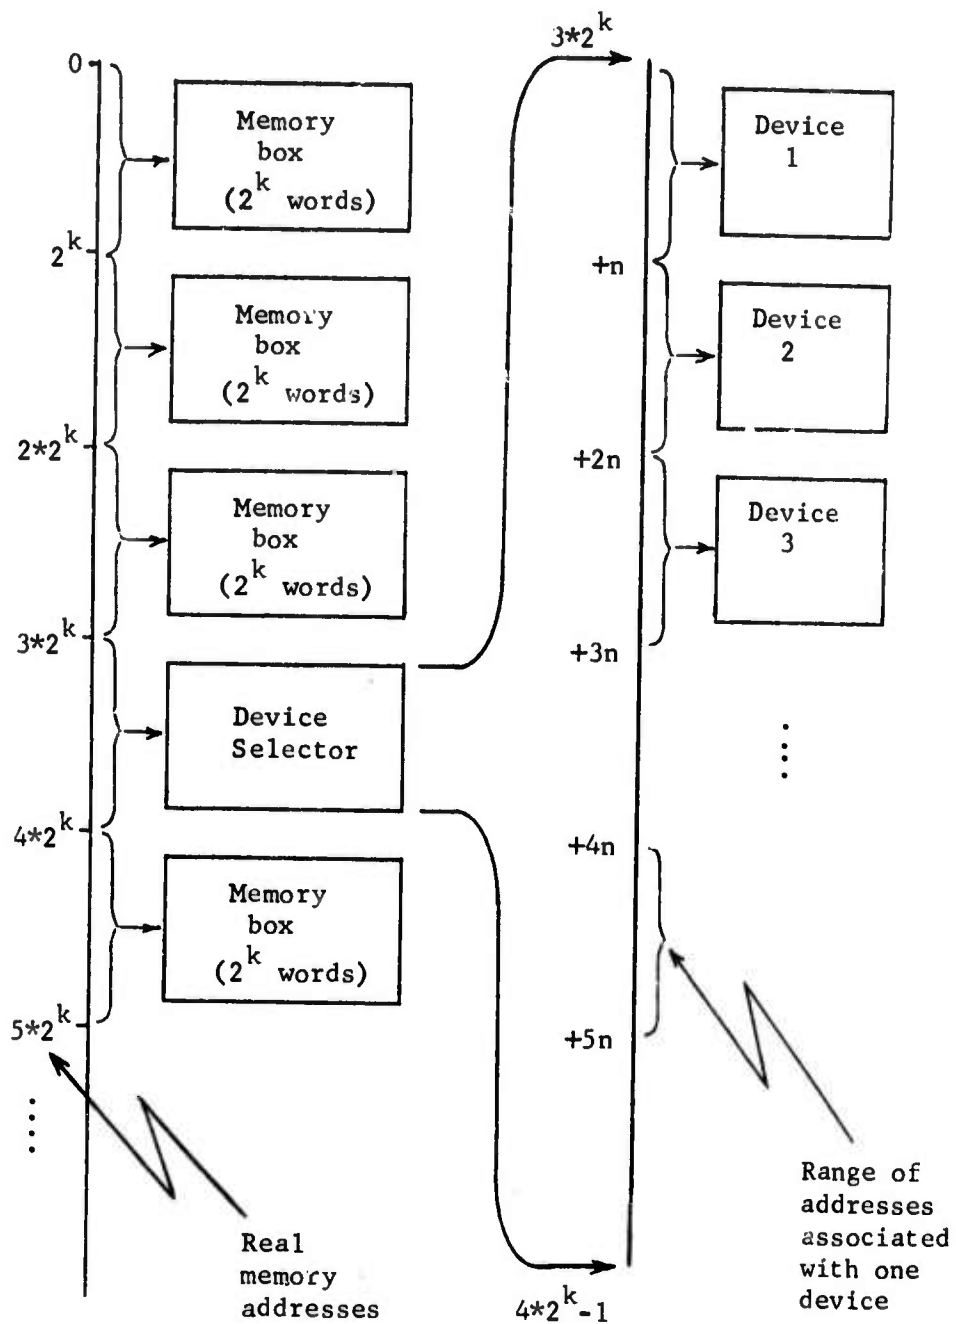 0
Memory
box
(2^k words)
2^k
Memory
box
(2^k words)
2*2^k
Memory
box
(2^k words)
3*2^k
Device
Selector
4*2^k
Memory
box
(2^k words)
5*2^k
Real
memory
addresses
3*2^k
Device
1
+n
Device
2
+2n
Device
3
+3n
+4n
+5n
4*2^k-1
Range of
addresses
associated
with one
device